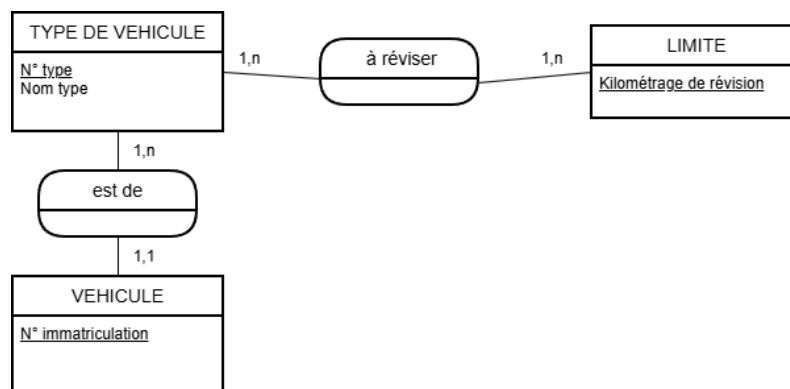 TYPE DE VEHICULE
N° type
Nom type
1,n
à réviser
1,n
LIMITE
Kilométrage de révision
1,n
est de
1,1
VEHICULE
N° immatriculation